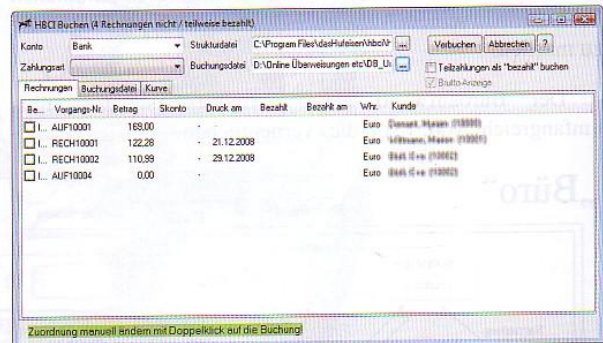 HBCI Buchen (4 Rechnungen nicht / teilweise bezahlt)
Konto Bank Strukturdatei C:\Program Files\dasHufeisen\hbci\ ... Verbuchen Abbrechen ?
Zahlungsart Buchungsdatei D:\Online Überweisungen etc\DB_ ... Teilzahlungen als "bezahlt" buchen
Brutto-Anzeige
Rechnungen Buchungsdatei Kurve
Be... Vorgangs-Nr. Betrag Skonto Druck am Bezahlt Bezahlt am Whr. Kunde
I... AUF10001 169,00 - Euro
I... RECH10001 122,28 - 21.12.2008 Euro
I... RECH10002 110,99 - 29.12.2008 Euro
I... AUF10004 0,00 - Euro
Zuordnung manuell ändern mit Doppelklick auf die Buchung!